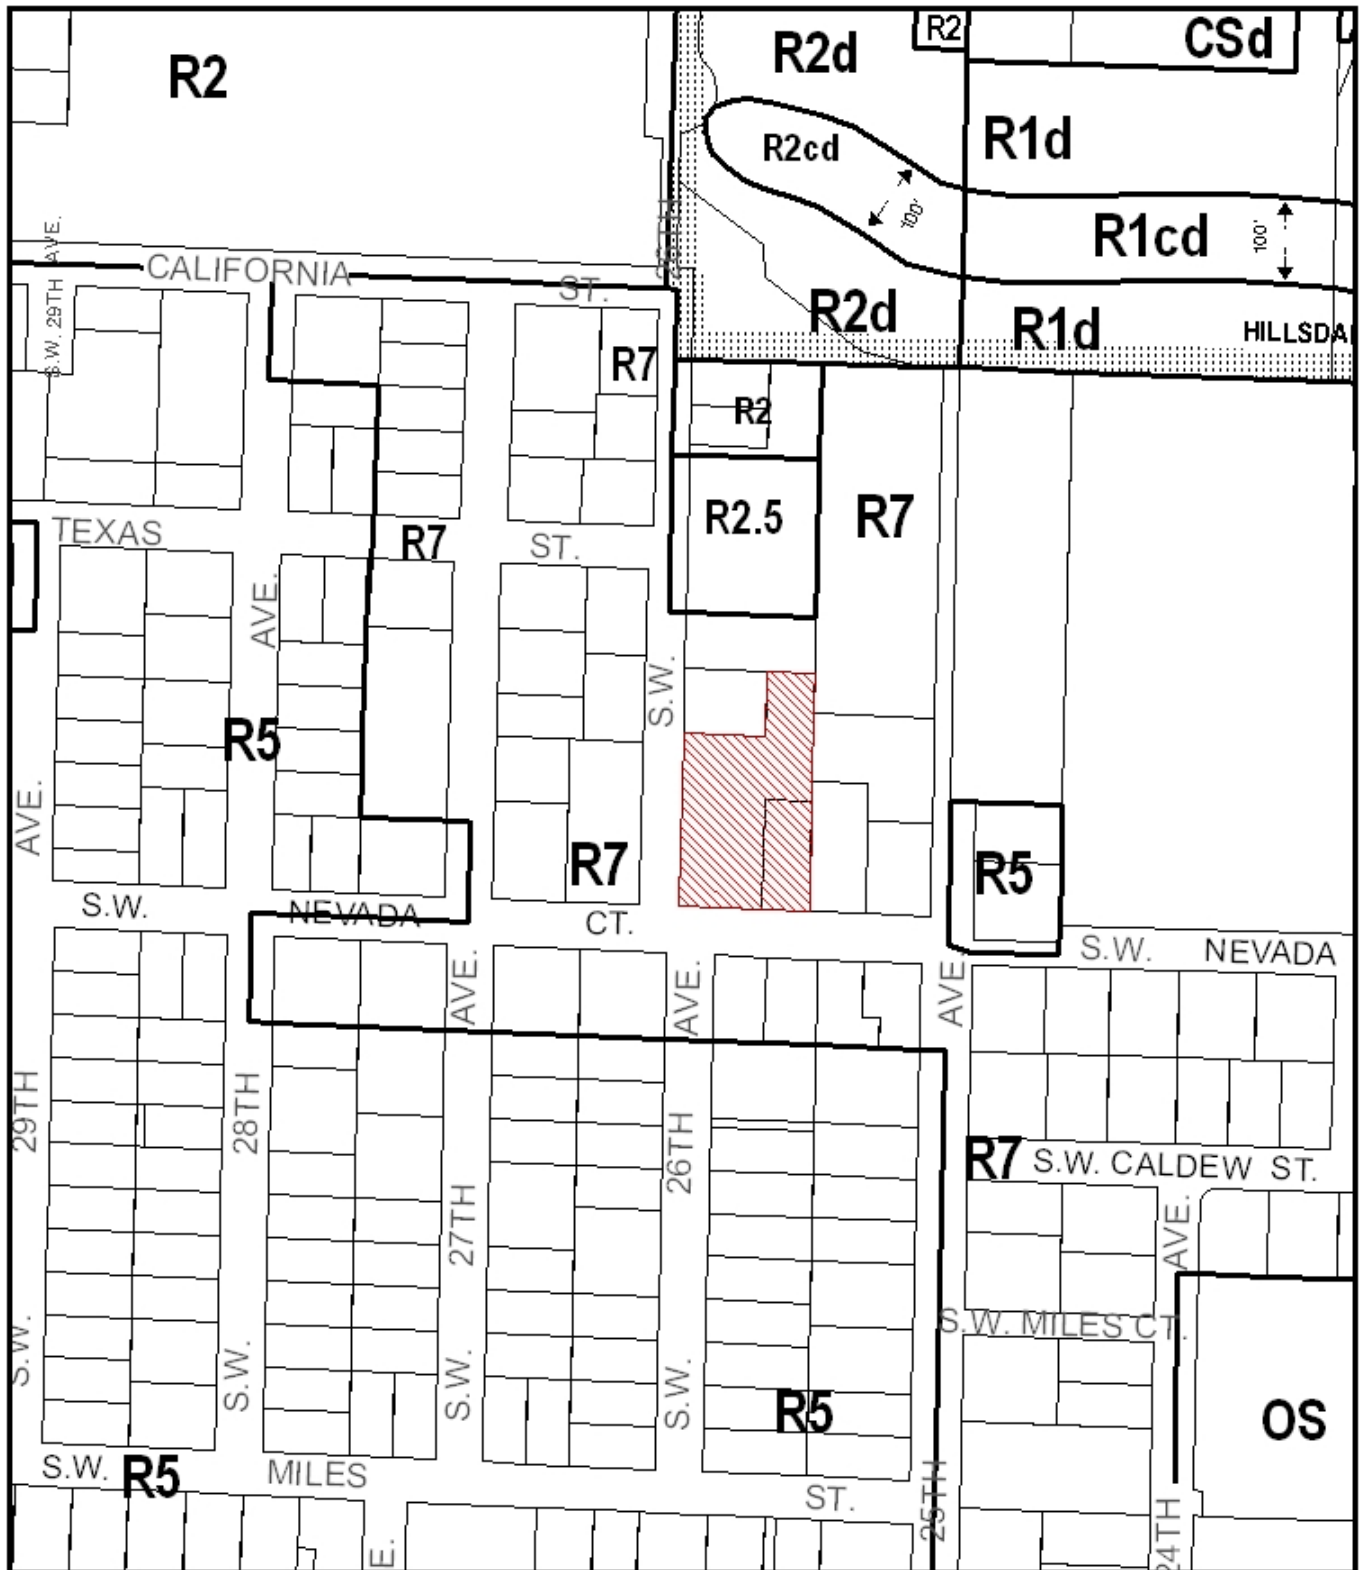 R2
R2d
R2
CSd
R1d
R2cd
100'
R1cd
100'
S.W. 29TH AVE.
26TH
CALIFORNIA
ST.
R2d
R1d
HILLSDA
R7
R2
R2.5
R7
TEXAS
R7
ST.
AVE.
S.W.
R5
AVE.
R7
R5
S.W.
NEVADA
CT.
S.W.
NEVADA
AVE.
AVE.
AVE.
29TH
28TH
27TH
26TH
R7
S.W. CALDEW ST.
AVE.
S.W. MILES CT.
S.W.
S.W.
S.W.
S.W.
R5
OS
S.W.
R5
MILES
ST.
25TH
24TH
E.